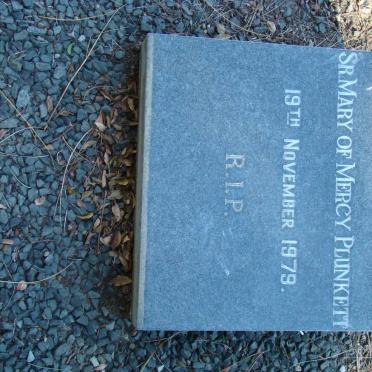 SR MARY OF MERCY PLUNKETT
19TH NOVEMBER 1979.
R.I.P.